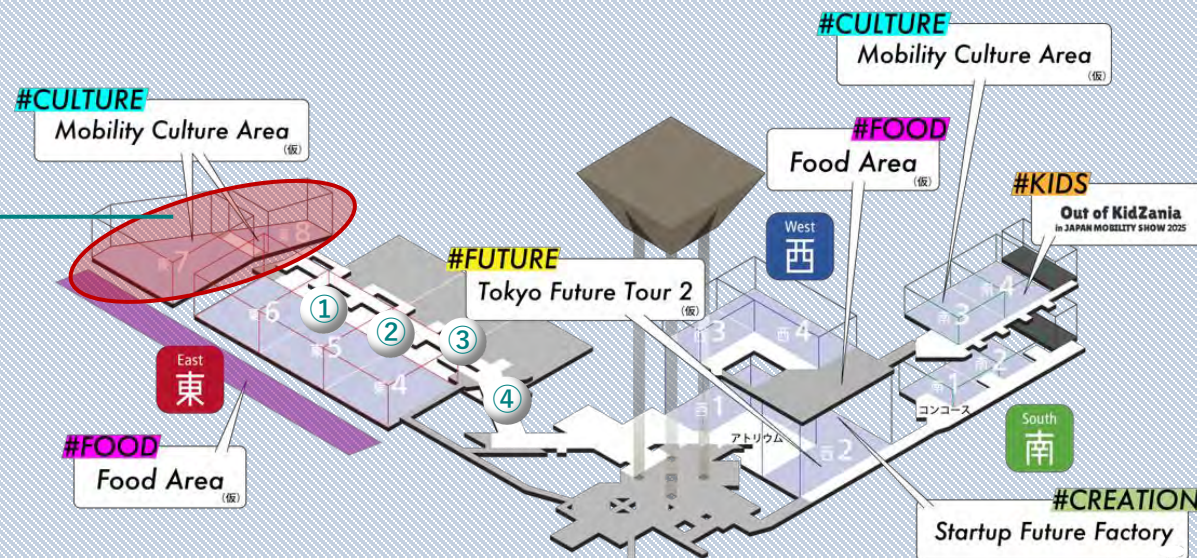 #CULTURE
Mobility Culture Area
(仮)
#CULTURE
Mobility Culture Area
(仮)
#FOOD
Food Area
(仮)
#KIDS
Out of KidZania
in JAPAN MOBILITY SHOW 2025
West
西
#FUTURE
Tokyo Future Tour 2
(仮)
東7
8
東6
東5
東4
①
②
③
④
East
東
西3
西4
西1
西2
南3
南4
南1
南2
コンコース
アトリウム
South
南
#FOOD
Food Area
(仮)
#CREATION
Startup Future Factory